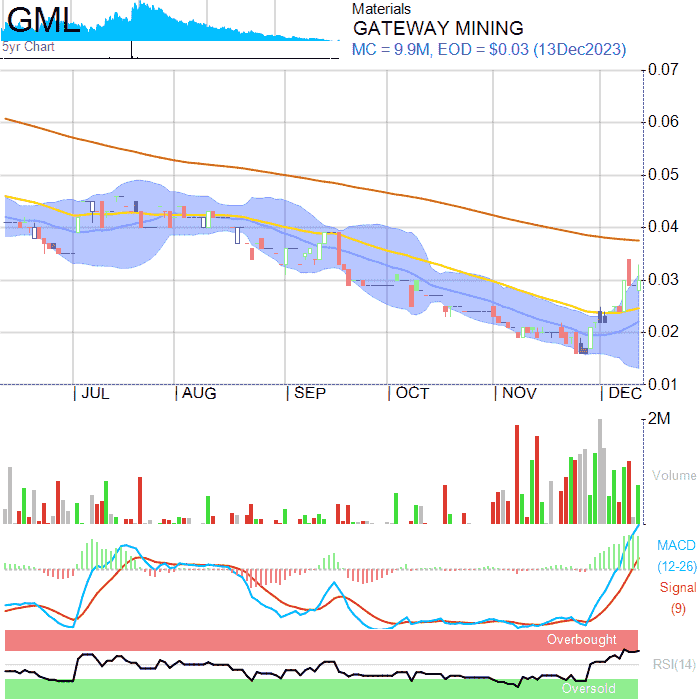 GML
5yr Chart
Materials
GATEWAY MINING
MC = 9.9M, EOD = $0.03 (13Dec2023)
0.07
0.06
0.05
0.04
0.03
0.02
0.01
JUL AUG SEP OCT NOV DEC
2M
Volume
MACD
(12-26)
Signal
(9)
Overbought
RSI(14)
Oversold